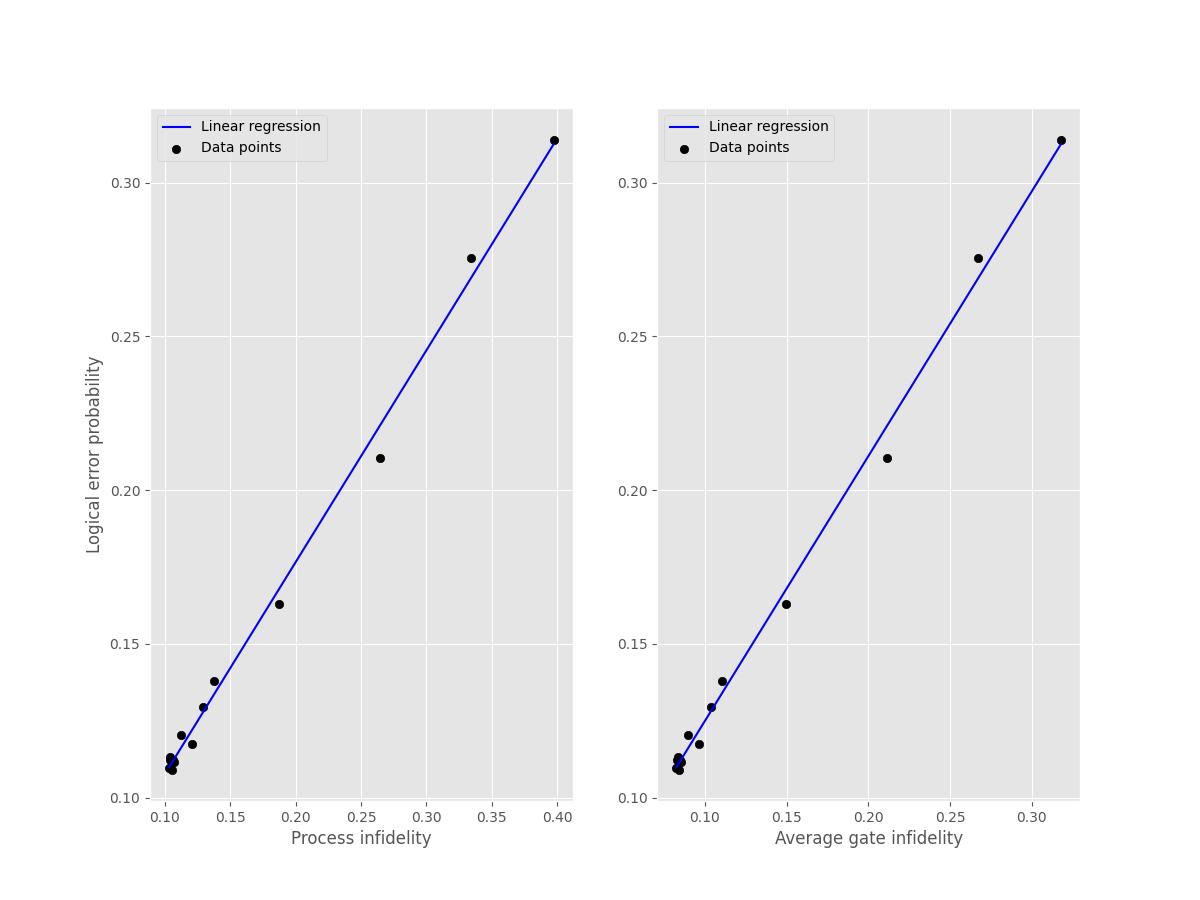 Linear regression
Data points
0.30
0.25
0.20
0.15
0.10
Logical error probability
0.10 0.15 0.20 0.25 0.30 0.35 0.40
Process infidelity
Linear regression
Data points
0.30
0.25
0.20
0.15
0.10
0.10 0.15 0.20 0.25 0.30
Average gate infidelity